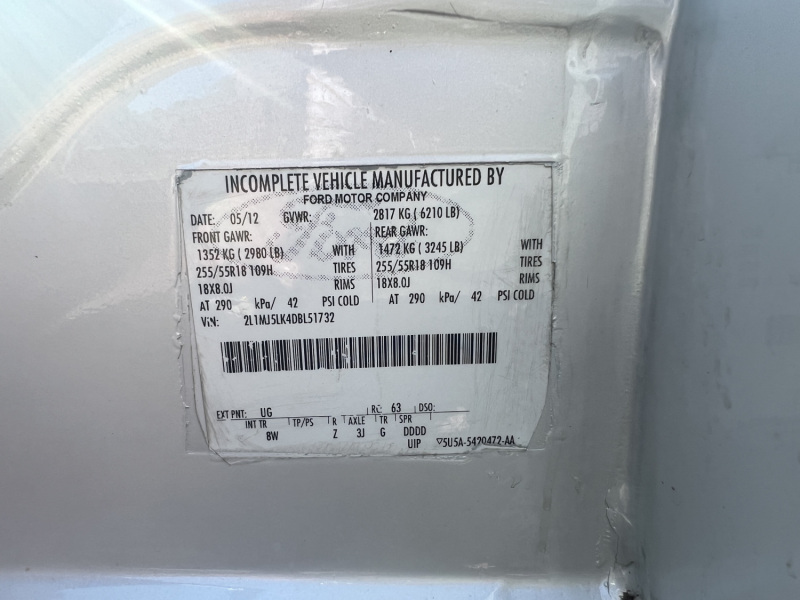 INCOMPLETE VEHICLE MANUFACTURED BY
FORD MOTOR COMPANY
DATE: 05/12 GVWR: 2817 KG ( 6210 LB)
FRONT GAWR: REAR GAWR:
1352 KG ( 2980 LB) WITH 1472 KG ( 3245 LB) WITH
255/55R18 109H TIRES 255/55R18 109H TIRES
18X8.0J RIMS 18X8.0J RIMS
AT 290 kPa/ 42 PSI COLD AT 290 kPa/ 42 PSI COLD
VIN: 2L1MJ5LK4DBL51732
EXT PNT: UG RC: 63 DSO:
INT TR TP/PS R AXLE TR SPR
8W Z 3J G DDDD
UIP ▽5U5A-5420472-AA
Ford